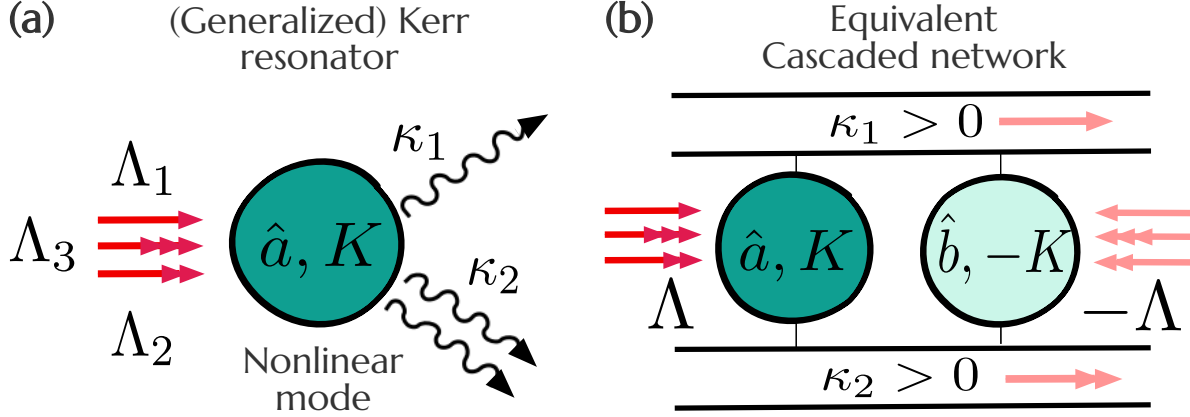 (a)
(Generalized) Kerr
resonator
Λ₁
Λ₃
Λ₂
â, K
κ₁
κ₂
Nonlinear
mode
(b)
Equivalent
Cascaded network
κ₁ > 0
â, K
b̂, −K
Λ
−Λ
κ₂ > 0